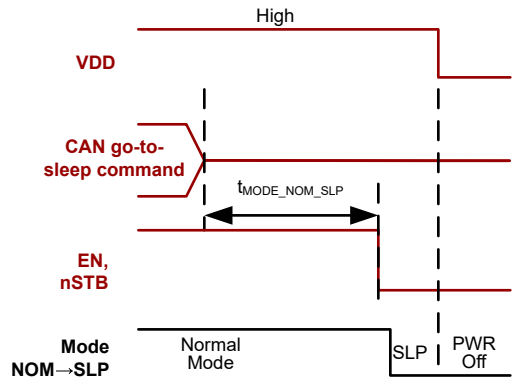 High
VDD
CAN go-to-
sleep command
tMODE_NOM_SLP
EN,
nSTB
Mode
NOM→SLP
Normal
Mode
SLP
PWR
Off